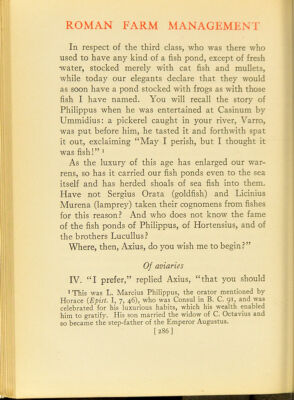 ROMAN FARM MANAGEMENT
In respect of the third class, who was there who
used to have any kind of a fish pond, except of fresh
water, stocked merely with cat fish and mullets,
while today our elegants declare that they would
as soon have a pond stocked with frogs as with those
fish I have named. You will recall the story of
Philippus when he was entertained at Casinum by
Ummidius: a pickerel caught in your river, Varro,
was put before him, he tasted it and forthwith spat
it out, exclaiming "May I perish, but I thought it
was fish!" 1
As the luxury of this age has enlarged our war-
rens, so has it carried our fish ponds even to the sea
itself and has herded shoals of sea fish into them.
Have not Sergius Orata (goldfish) and Licinius
Murena (lamprey) taken their cognomens from fishes
for this reason? And who does not know the fame
of the fish ponds of Philippus, of Hortensius, and of
the brothers Lucullus?
Where, then, Axius, do you wish me to begin?"
Of aviaries
IV. "I prefer," replied Axius, "that you should
1 This was L. Marcius Philippus, the orator mentioned by
Horace (Epist. I, 7, 46), who was Consul in B. C. 91, and was
celebrated for his luxurious habits, which his wealth enabled
him to gratify. His son married the widow of C. Octavius and
so became the step-father of the Emperor Augustus.
[286]